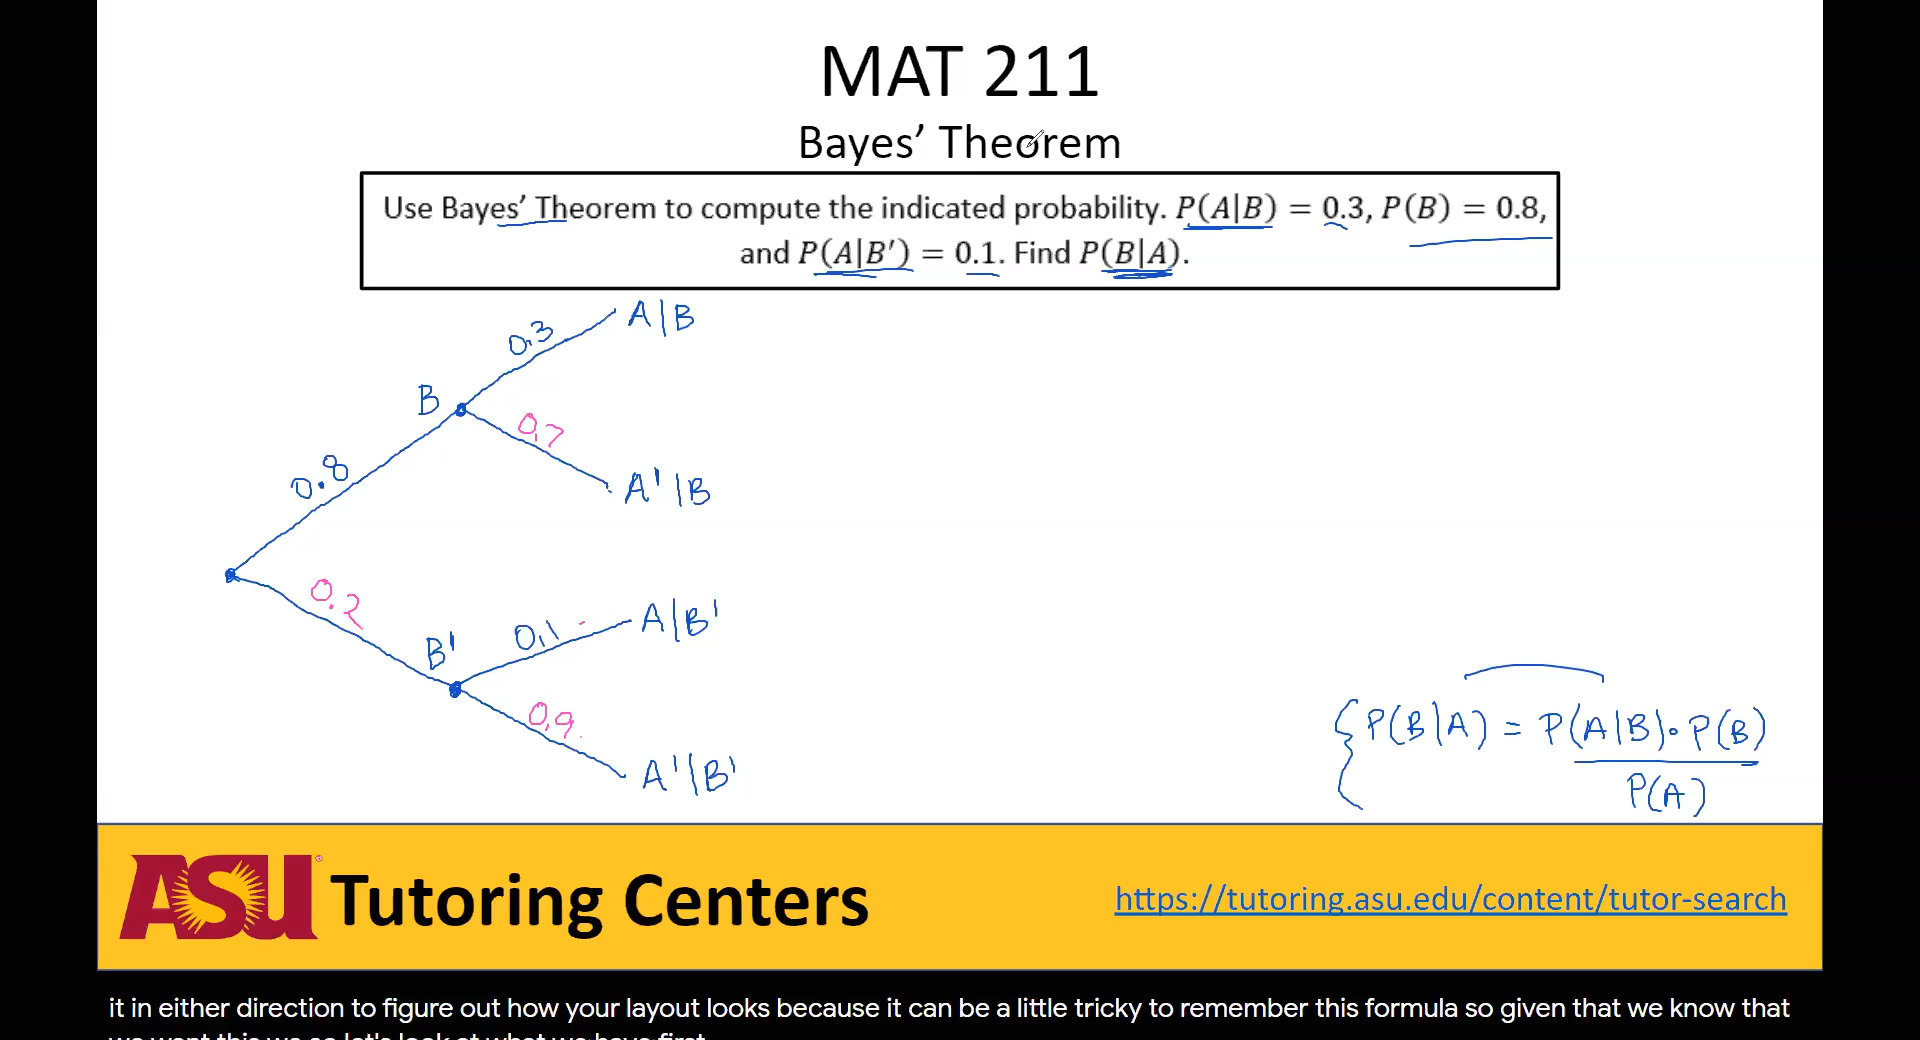 MAT 211
Bayes’ Theorem
Use Bayes’ Theorem to compute the indicated probability. P(A|B) = 0.3, P(B) = 0.8,
and P(A|B′) = 0.1. Find P(B|A).
0.3
A|B
B
0.7
0.8
A'|B
0.2
B'
0.1
A|B'
0.9
A'|B'
P(B|A) = P(A|B)·P(B)
P(A)
ASU Tutoring Centers
https://tutoring.asu.edu/content/tutor-search
it in either direction to figure out how your layout looks because it can be a little tricky to remember this formula so given that we know that